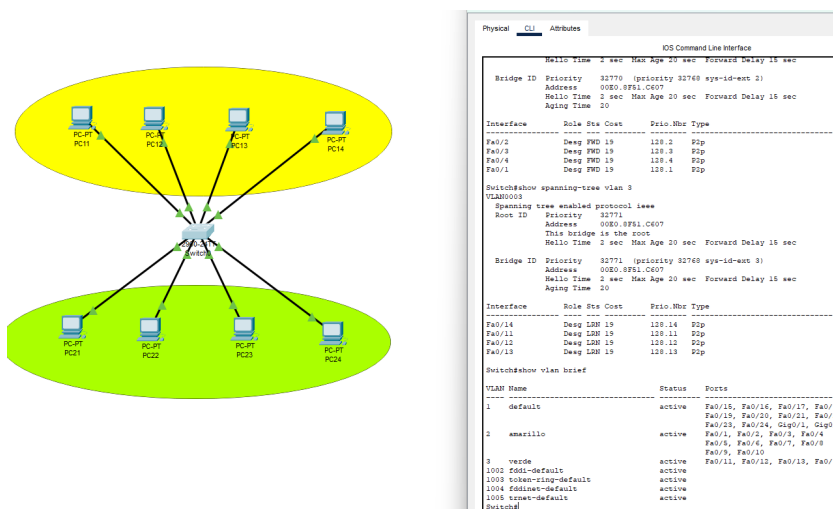 PC-PT
PC11
PC-PT
PC12
PC-PT
PC13
PC-PT
PC14
2960-24TT
Switch0
PC-PT
PC21
PC-PT
PC22
PC-PT
PC23
PC-PT
PC24
Physical CLI Attributes
IOS Command Line Interface
Hello Time 2 sec Max Age 20 sec Forward Delay 15 sec
Bridge ID Priority 32770 (priority 32768 sys-id-ext 2)
Address 00E0.8F51.C607
Hello Time 2 sec Max Age 20 sec Forward Delay 15 sec
Aging Time 20
Interface Role Sts Cost Prio.Nbr Type
---------------- ---- --- --------- -------- --------------------------------
Fa0/2 Desg FWD 19 128.2 P2p
Fa0/3 Desg FWD 19 128.3 P2p
Fa0/4 Desg FWD 19 128.4 P2p
Fa0/1 Desg FWD 19 128.1 P2p
Switch#show spanning-tree vlan 3
VLAN0003
Spanning tree enabled protocol ieee
Root ID Priority 32771
Address 00E0.8F51.C607
This bridge is the root
Hello Time 2 sec Max Age 20 sec Forward Delay 15 sec
Bridge ID Priority 32771 (priority 32768 sys-id-ext 3)
Address 00E0.8F51.C607
Hello Time 2 sec Max Age 20 sec Forward Delay 15 sec
Aging Time 20
Interface Role Sts Cost Prio.Nbr Type
---------------- ---- --- --------- -------- --------------------------------
Fa0/14 Desg LRN 19 128.14 P2p
Fa0/11 Desg LRN 19 128.11 P2p
Fa0/12 Desg LRN 19 128.12 P2p
Fa0/13 Desg LRN 19 128.13 P2p
Switch#show vlan brief
VLAN Name Status Ports
---- -------------------------------- --------- -------------------------------
1 default active Fa0/15, Fa0/16, Fa0/17, Fa0/
Fa0/19, Fa0/20, Fa0/21, Fa0/
Fa0/23, Fa0/24, Gig0/1, Gig0
2 amarillo active Fa0/1, Fa0/2, Fa0/3, Fa0/4
Fa0/5, Fa0/6, Fa0/7, Fa0/8
Fa0/9, Fa0/10
3 verde active Fa0/11, Fa0/12, Fa0/13, Fa0/
1002 fddi-default active
1003 token-ring-default active
1004 fddinet-default active
1005 trnet-default active
Switch#